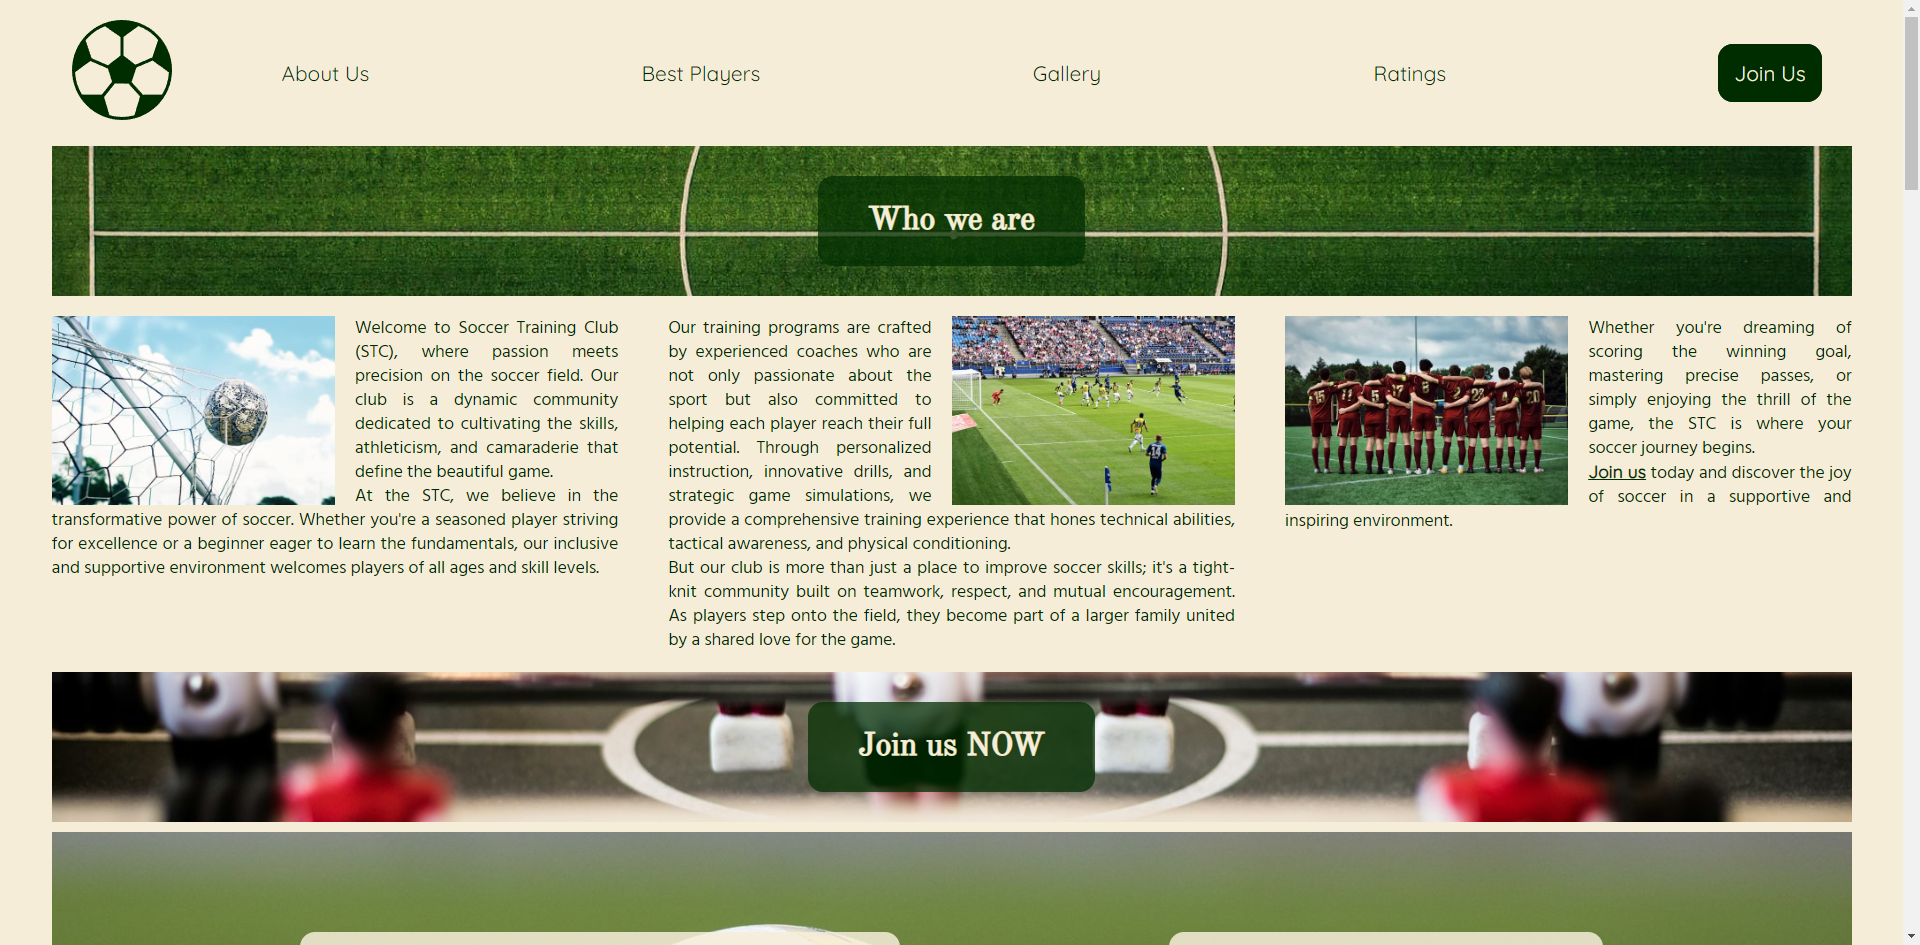 About Us
Best Players
Gallery
Ratings
Join Us
Who we are
Welcome to Soccer Training Club
(STC), where passion meets
precision on the soccer field. Our
club is a dynamic community
dedicated to cultivating the skills,
athleticism, and camaraderie that
define the beautiful game.
At the STC, we believe in the
transformative power of soccer. Whether you're a seasoned player striving
for excellence or a beginner eager to learn the fundamentals, our inclusive
and supportive environment welcomes players of all ages and skill levels.
Our training programs are crafted
by experienced coaches who are
not only passionate about the
sport but also committed to
helping each player reach their full
potential. Through personalized
instruction, innovative drills, and
strategic game simulations, we
provide a comprehensive training experience that hones technical abilities,
tactical awareness, and physical conditioning.
But our club is more than just a place to improve soccer skills; it's a tight-
knit community built on teamwork, respect, and mutual encouragement.
As players step onto the field, they become part of a larger family united
by a shared love for the game.
Whether you're dreaming of
scoring the winning goal,
mastering precise passes, or
simply enjoying the thrill of the
game, the STC is where your
soccer journey begins.
Join us today and discover the joy
of soccer in a supportive and
inspiring environment.
Join us NOW